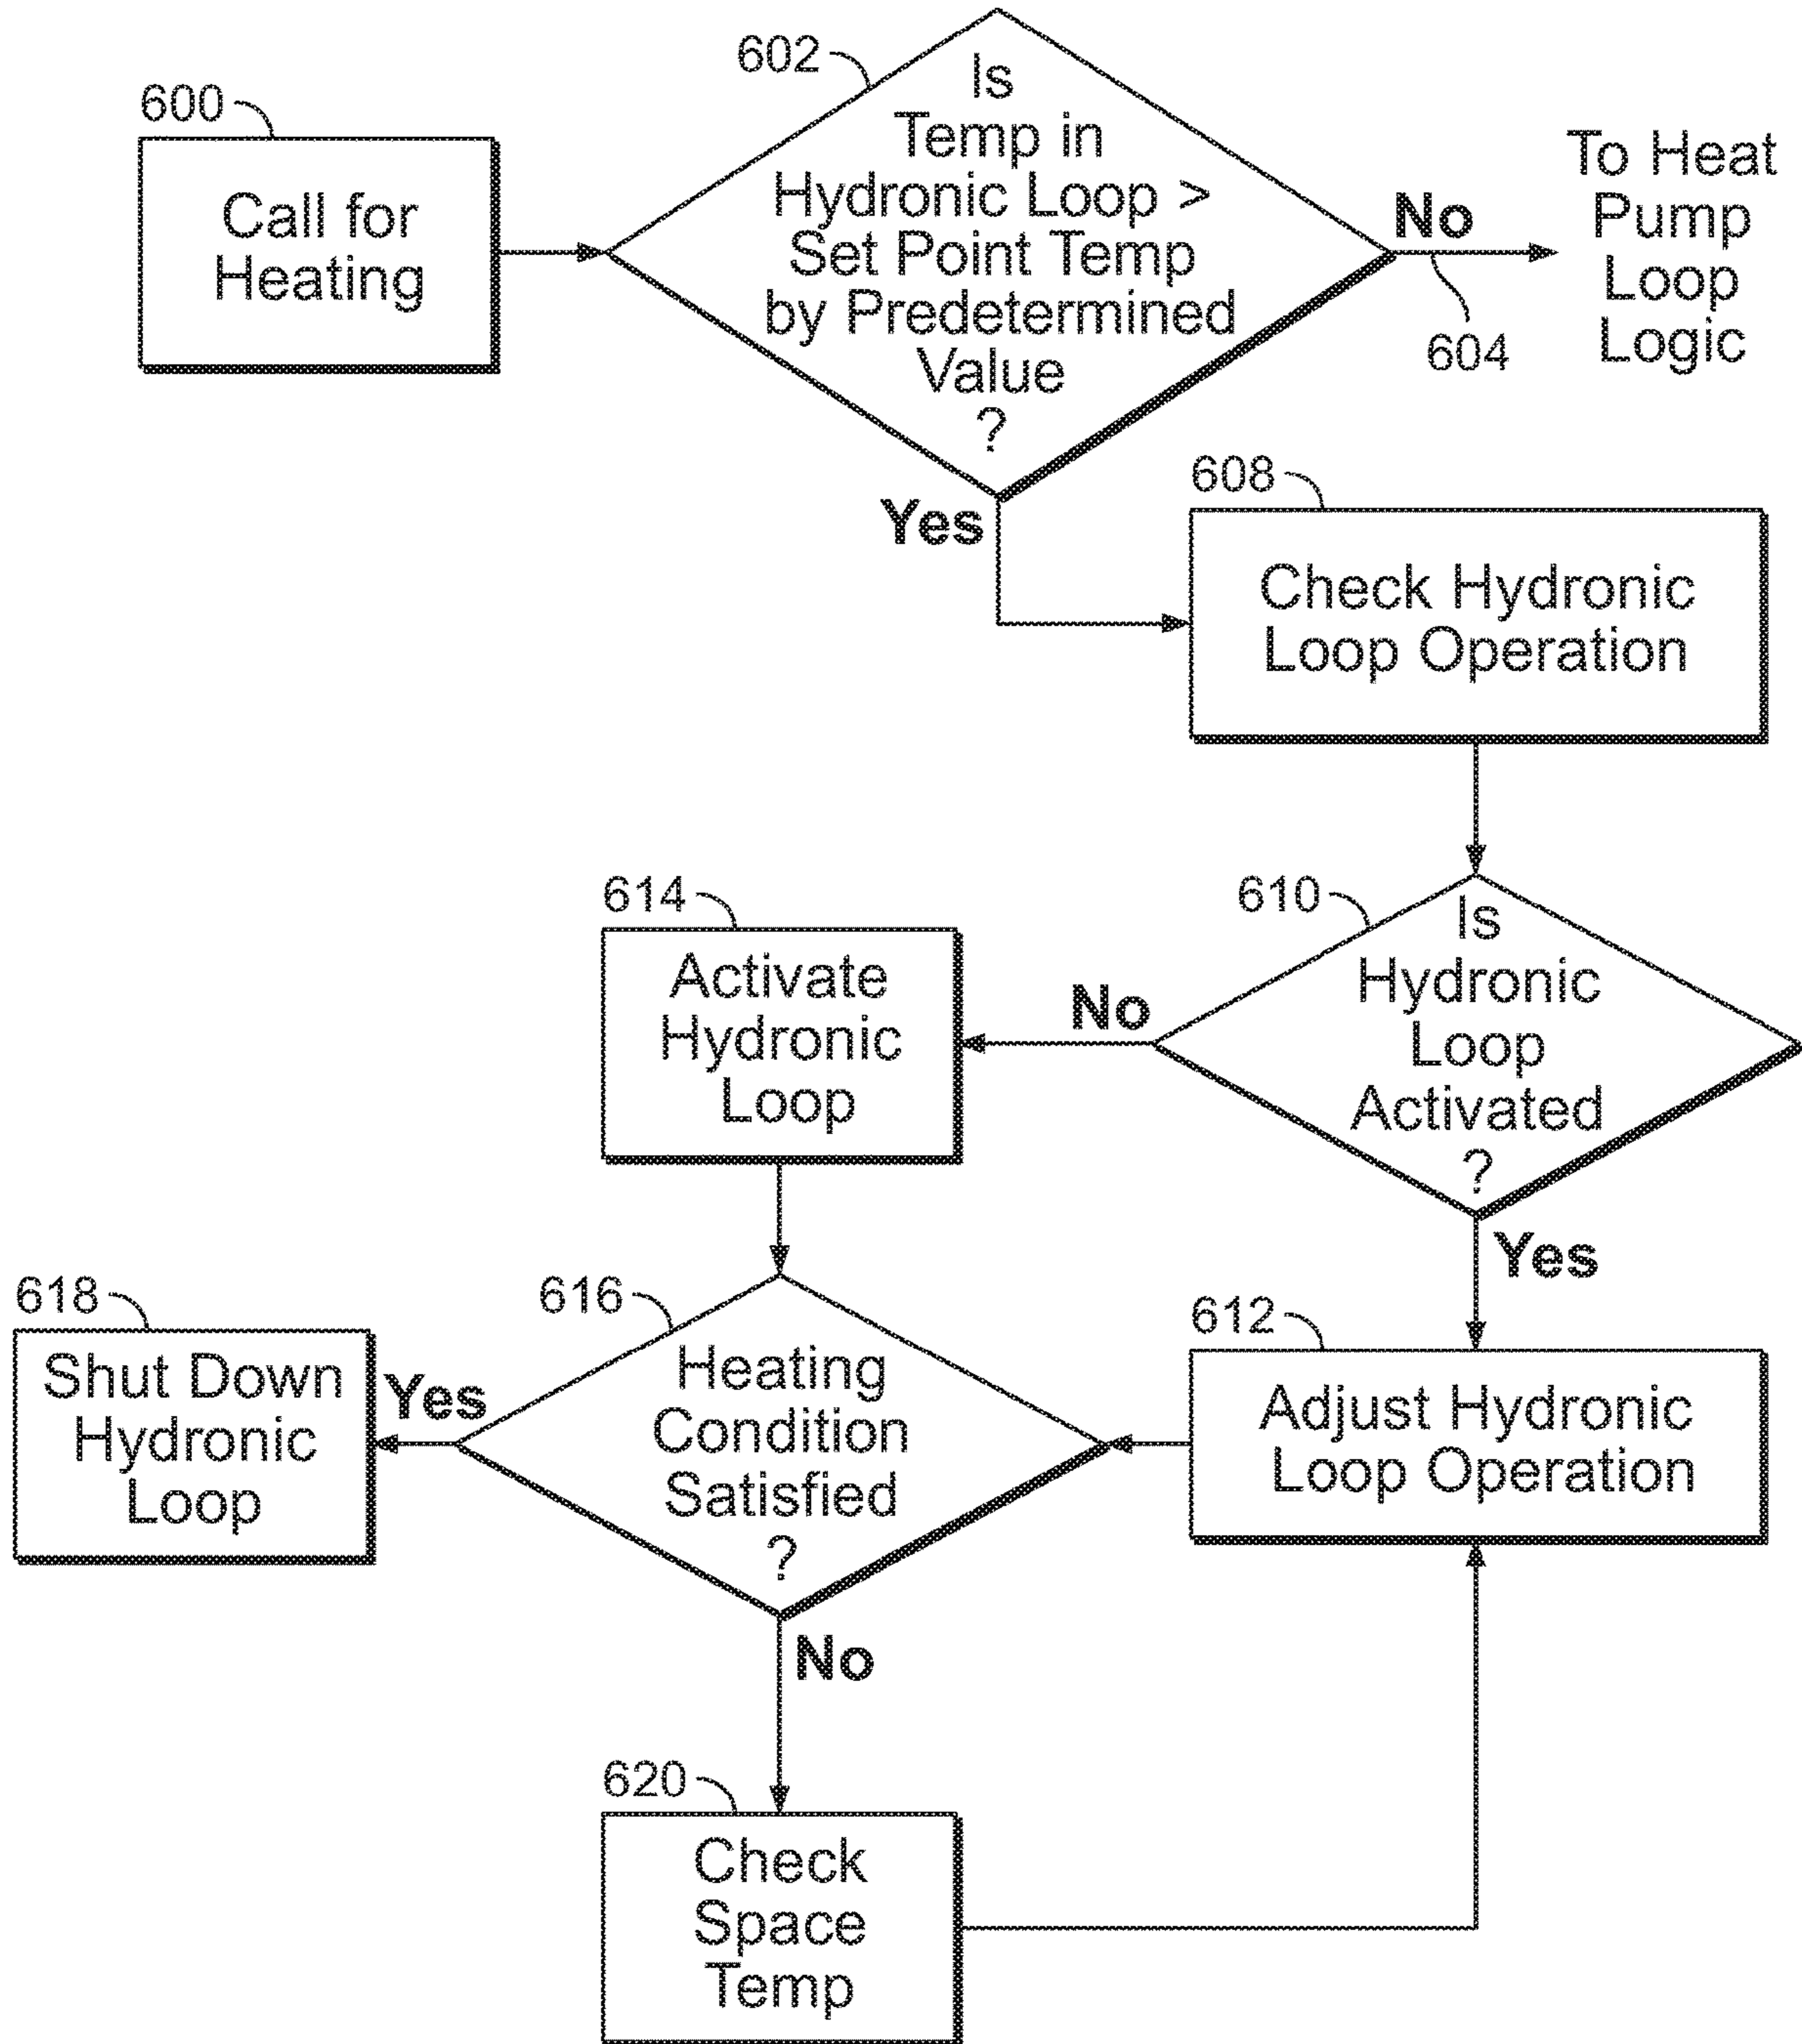 600
Call for
Heating
602
Is
Temp in
Hydronic Loop >
Set Point Temp
by Predetermined
Value
?
No
604
To Heat
Pump
Loop
Logic
Yes
608
Check Hydronic
Loop Operation
610
Is
Hydronic
Loop
Activated
?
No
614
Activate
Hydronic
Loop
Yes
612
Adjust Hydronic
Loop Operation
616
Heating
Condition
Satisfied
?
Yes
618
Shut Down
Hydronic
Loop
No
620
Check
Space
Temp